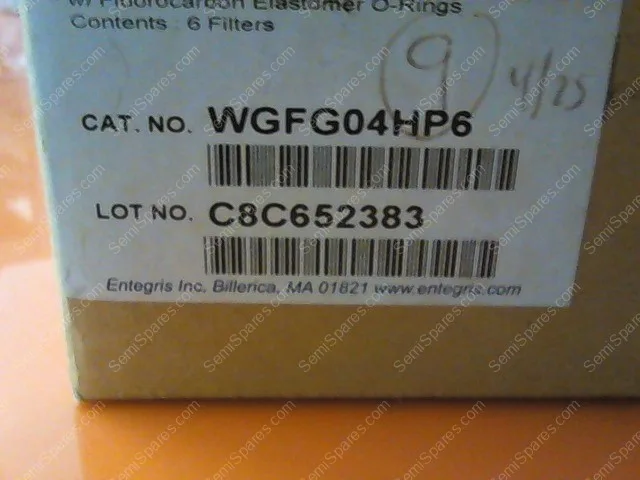 w/ Fluorocarbon Elastomer O-Rings
Contents : 6 Filters
9
4/25
CAT. NO. WGFG04HP6
LOT NO. C8C652383
Entegris Inc. Billerica, MA 01821 www.entegris.com
SemiSpares.com